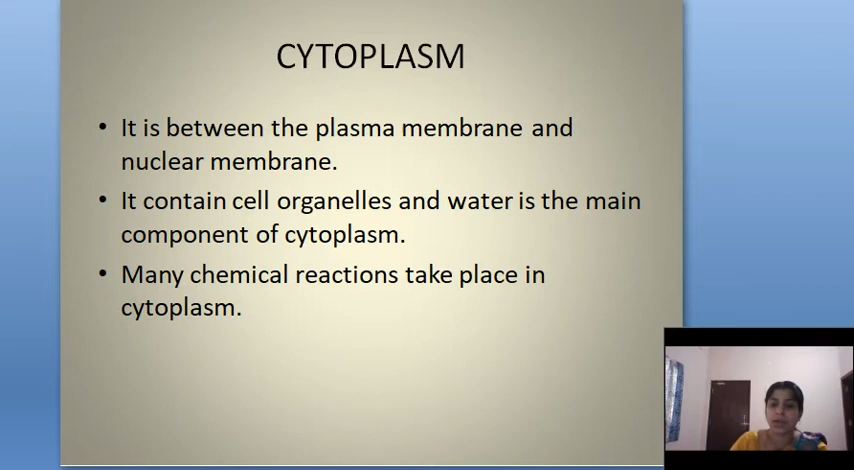 CYTOPLASM
• It is between the plasma membrane and
nuclear membrane.
• It contain cell organelles and water is the main
component of cytoplasm.
• Many chemical reactions take place in
cytoplasm.